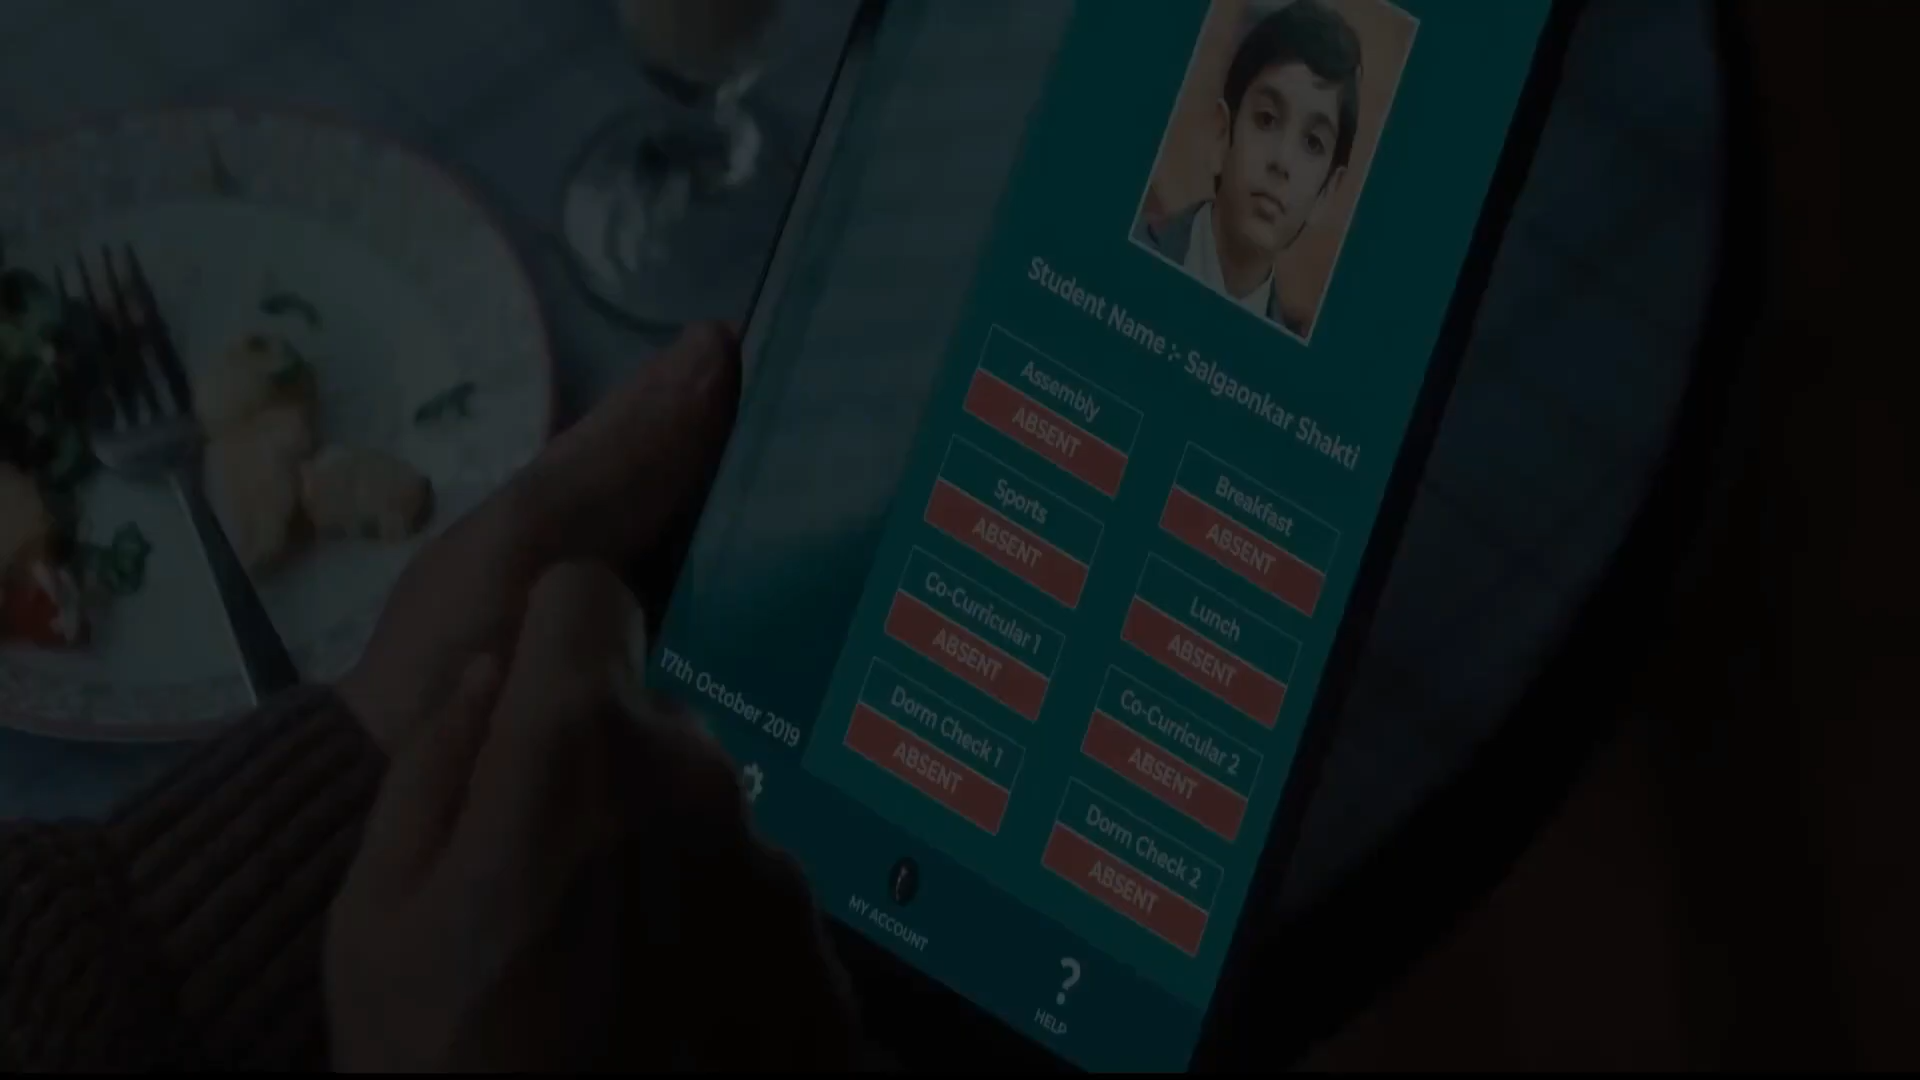 Student Name :- Salgaonkar Shakti
Assembly
ABSENT
Breakfast
ABSENT
Sports
ABSENT
Lunch
ABSENT
Co-Curricular 1
ABSENT
Co-Curricular 2
ABSENT
Dorm Check 1
ABSENT
Dorm Check 2
ABSENT
17th October 2019
MY ACCOUNT
?
HELP